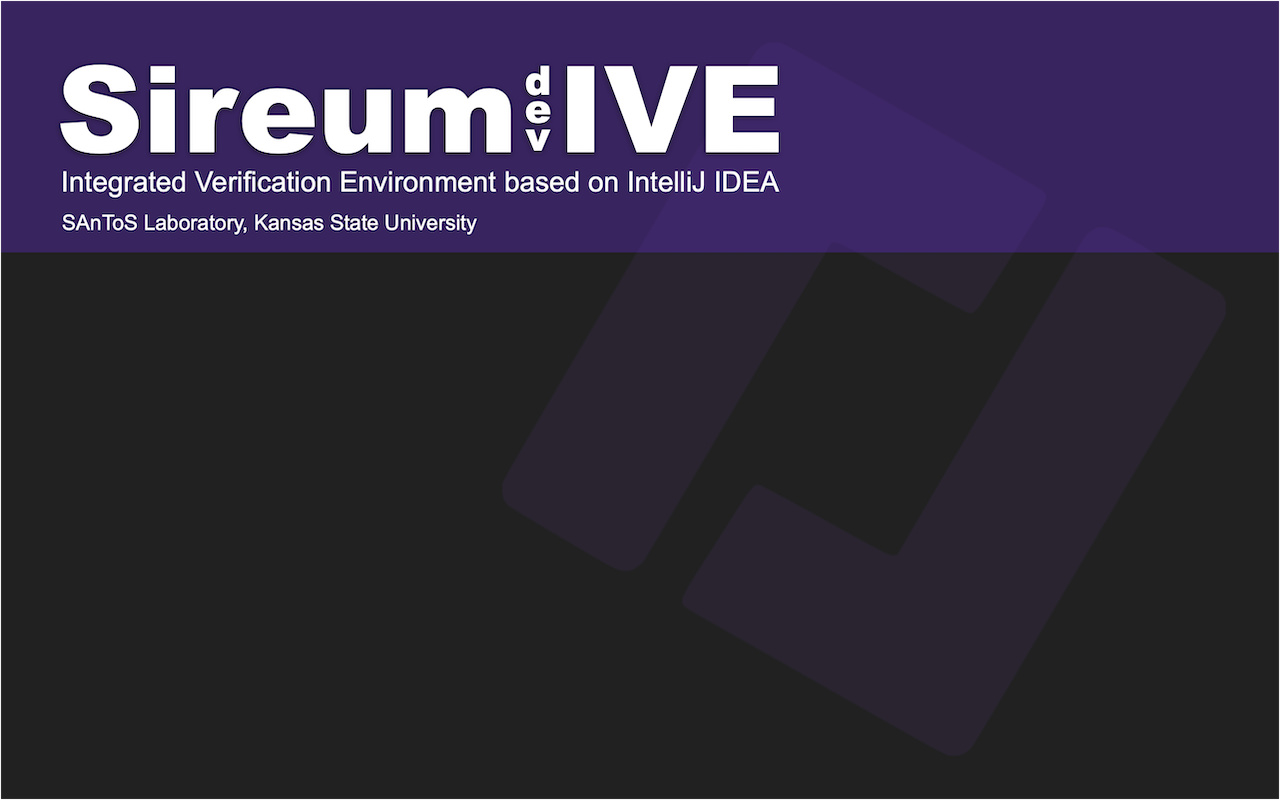 Sireum dev IVE
Integrated Verification Environment based on IntelliJ IDEA
SAnToS Laboratory, Kansas State University